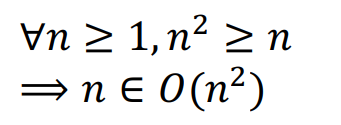 ∀n ≥ 1, n² ≥ n
⟹ n ∈ O(n²)